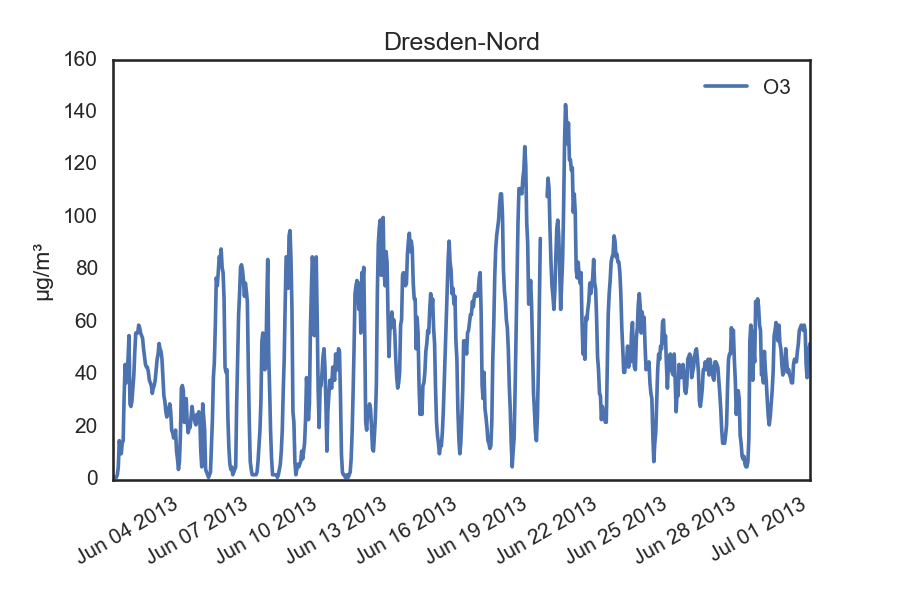 Dresden-Nord
O3
µg/m³
160
140
120
100
80
60
40
20
0
Jun 04 2013
Jun 07 2013
Jun 10 2013
Jun 13 2013
Jun 16 2013
Jun 19 2013
Jun 22 2013
Jun 25 2013
Jun 28 2013
Jul 01 2013